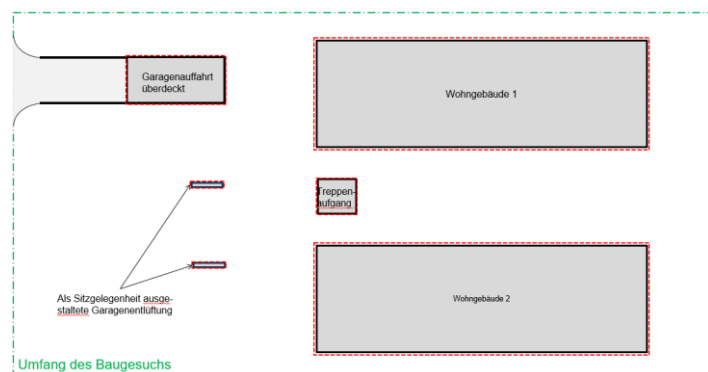 Garagenauffahrt
überdeckt
Wohngebäude 1
Treppen-
aufgang
Als Sitzgelegenheit ausge-
staltete Garagenentlüftung
Wohngebäude 2
Umfang des Baugesuchs